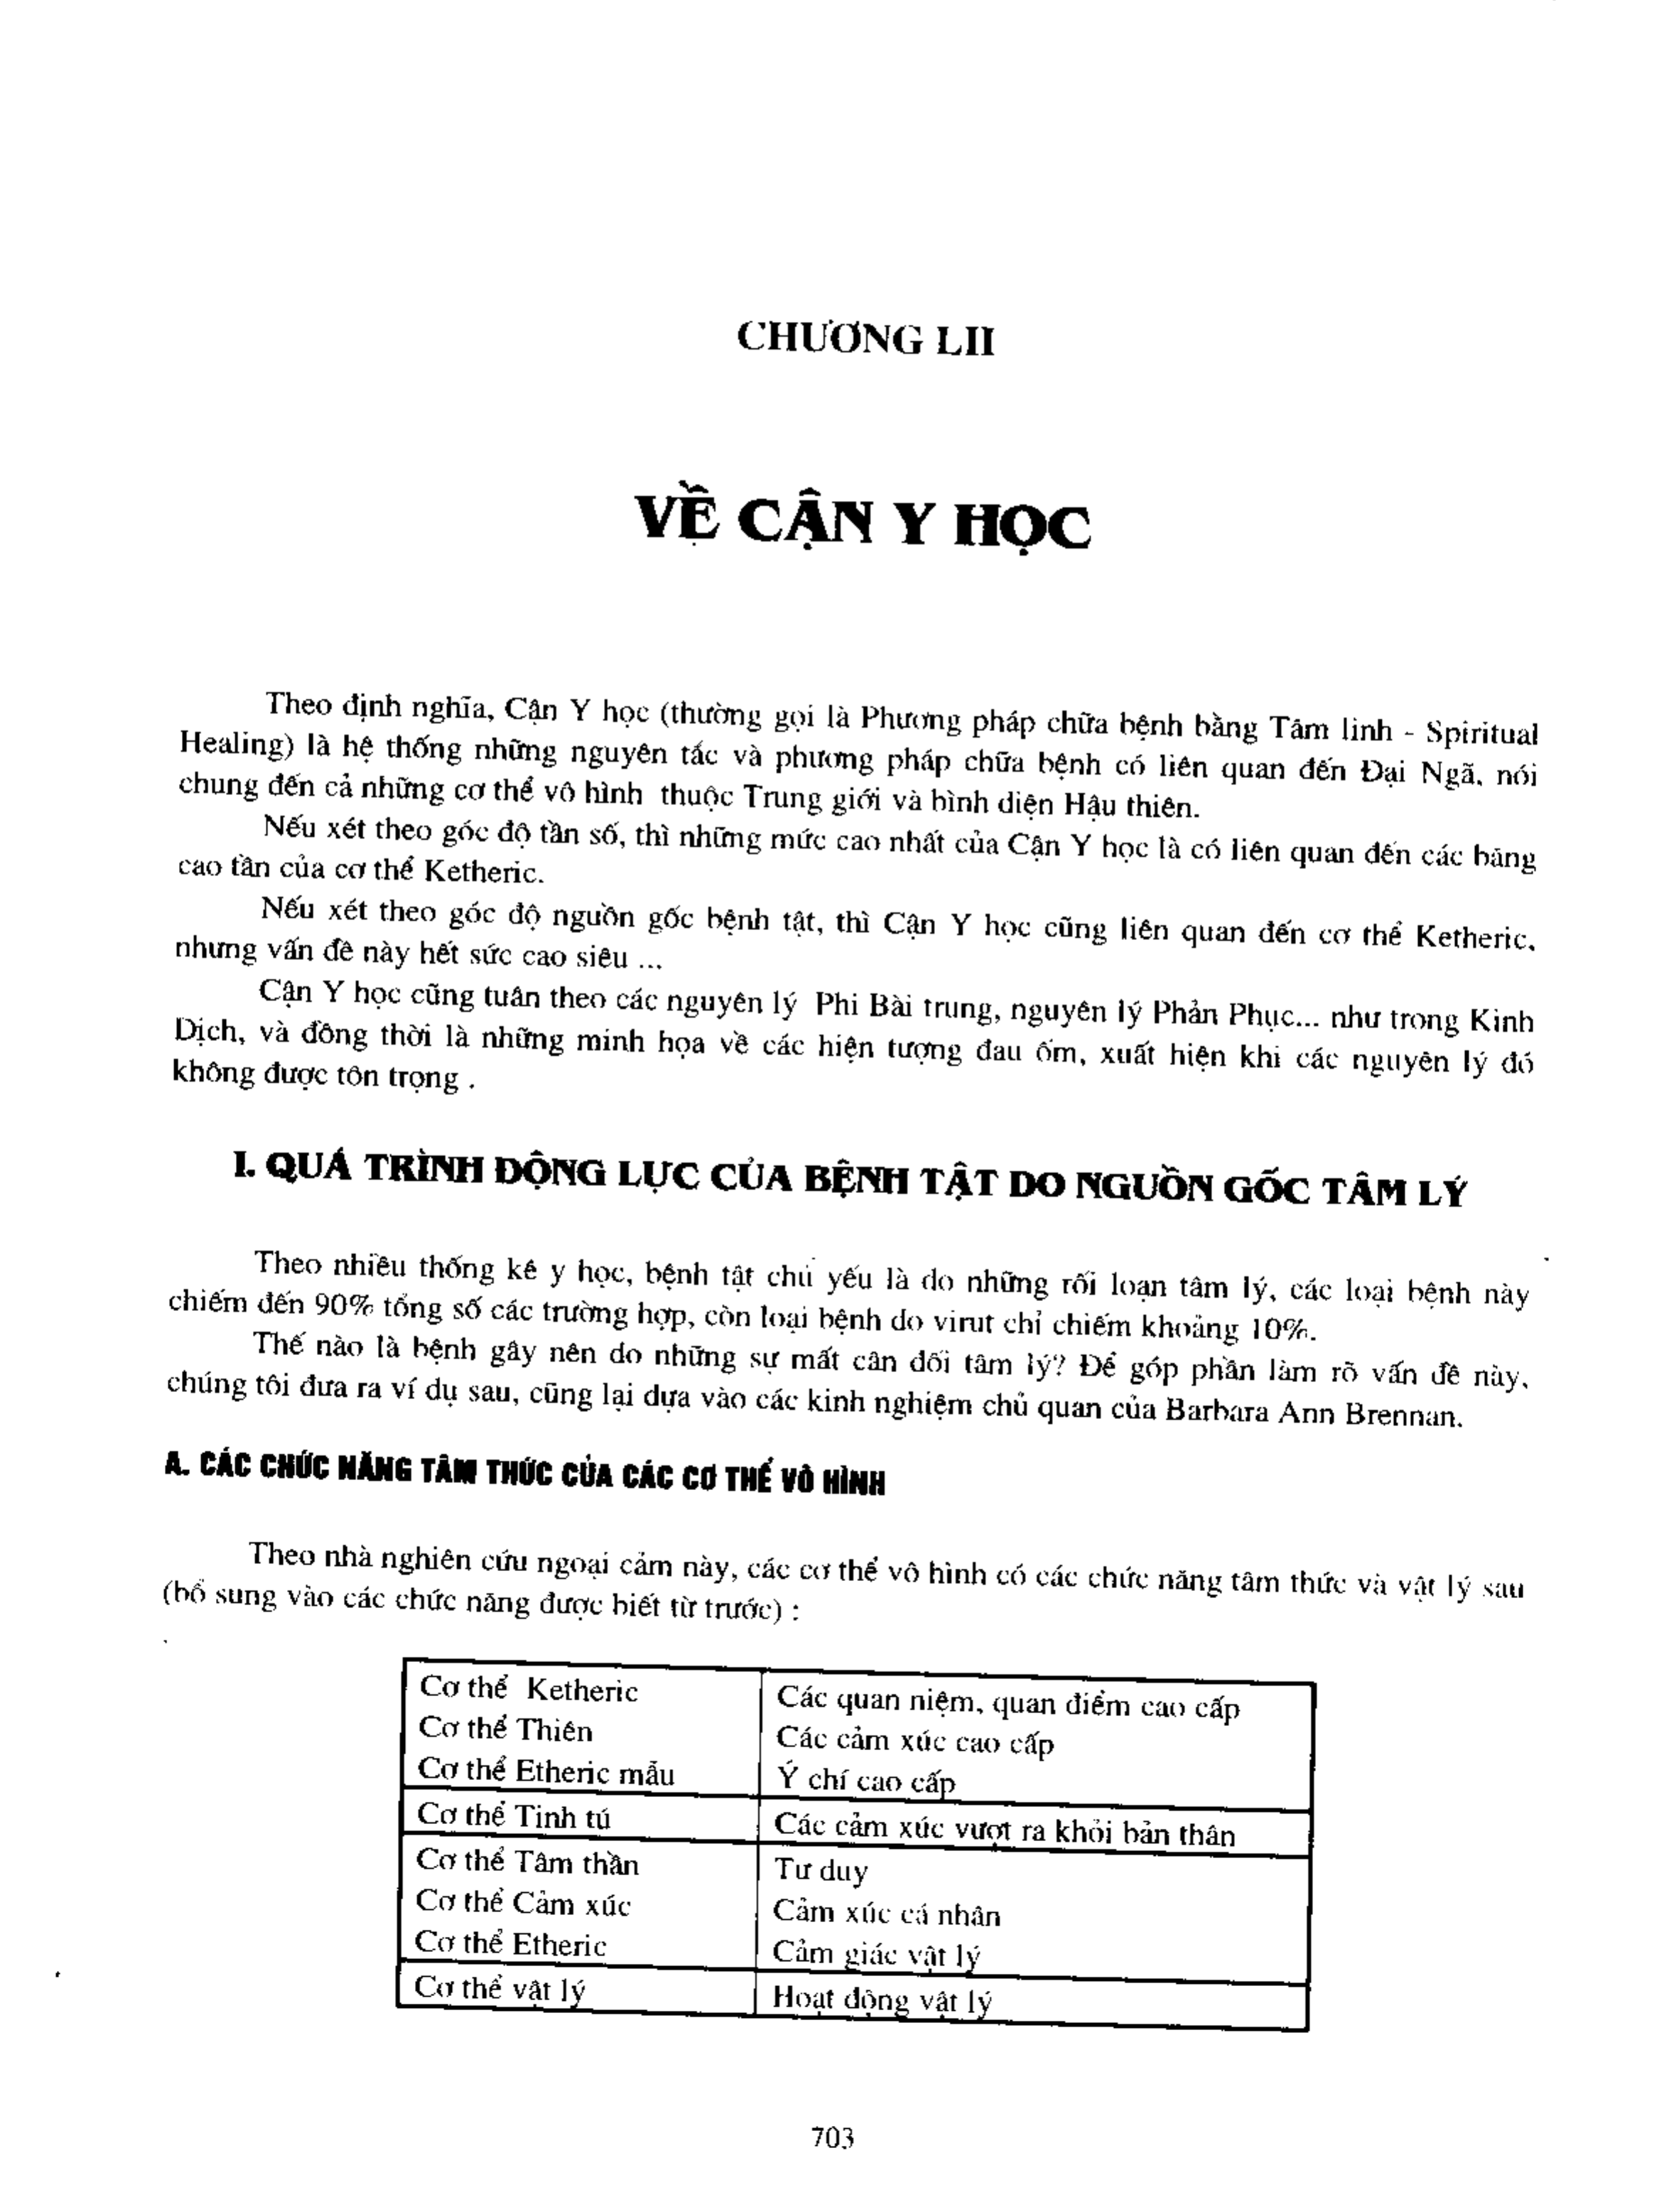 CHƯƠNG LII
VỀ CẬN Y HỌC
Theo định nghĩa, Cận Y học (thường gọi là Phương pháp chữa bệnh bằng Tâm linh - Spiritual
Healing) là hệ thống những nguyên tắc và phương pháp chữa bệnh có liên quan đến Đại Ngã, nói
chung đến cả những cơ thể vô hình thuộc Trung giới và bình diện Hậu thiên.
Nếu xét theo góc độ tần số, thì những mức cao nhất của Cận Y học là có liên quan đến các băng
cao tần của cơ thể Ketheric.
Nếu xét theo góc độ nguồn gốc bệnh tật, thì Cận Y học cũng liên quan đến cơ thể Ketheric,
nhưng vấn đề này hết sức cao siêu ...
Cận Y học cũng tuân theo các nguyên lý Phi Bài trung, nguyên lý Phản Phục... như trong Kinh
Dịch, và đồng thời là những minh họa về các hiện tượng đau ốm, xuất hiện khi các nguyên lý đó
không được tôn trọng .
I. QUÁ TRÌNH ĐỘNG LỰC CỦA BỆNH TẬT DO NGUỒN GỐC TÂM LÝ
Theo nhiều thống kê y học, bệnh tật chủ yếu là do những rối loạn tâm lý, các loại bệnh này
chiếm đến 90% tổng số các trường hợp, còn loại bệnh do virut chỉ chiếm khoảng 10%.
Thế nào là bệnh gây nên do những sự mất cân đối tâm lý? Để góp phần làm rõ vấn đề này,
chúng tôi đưa ra ví dụ sau, cũng lại dựa vào các kinh nghiệm chủ quan của Barbara Ann Brennan.
A. CÁC CHỨC NĂNG TÂM THỨC CỦA CÁC CƠ THỂ VÔ HÌNH
Theo nhà nghiên cứu ngoại cảm này, các cơ thể vô hình có các chức năng tâm thức và vật lý sau
(bổ sung vào các chức năng được biết từ trước) :
Cơ thể Ketheric Các quan niệm, quan điểm cao cấp
Cơ thể Thiên Các cảm xúc cao cấp
Cơ thể Etheric mẫu Ý chí cao cấp
Cơ thể Tinh tú Các cảm xúc vượt ra khỏi bản thân
Cơ thể Tâm thần Tư duy
Cơ thể Cảm xúc Cảm xúc cá nhân
Cơ thể Etheric Cảm giác vật lý
Cơ thể vật lý Hoạt động vật lý
703